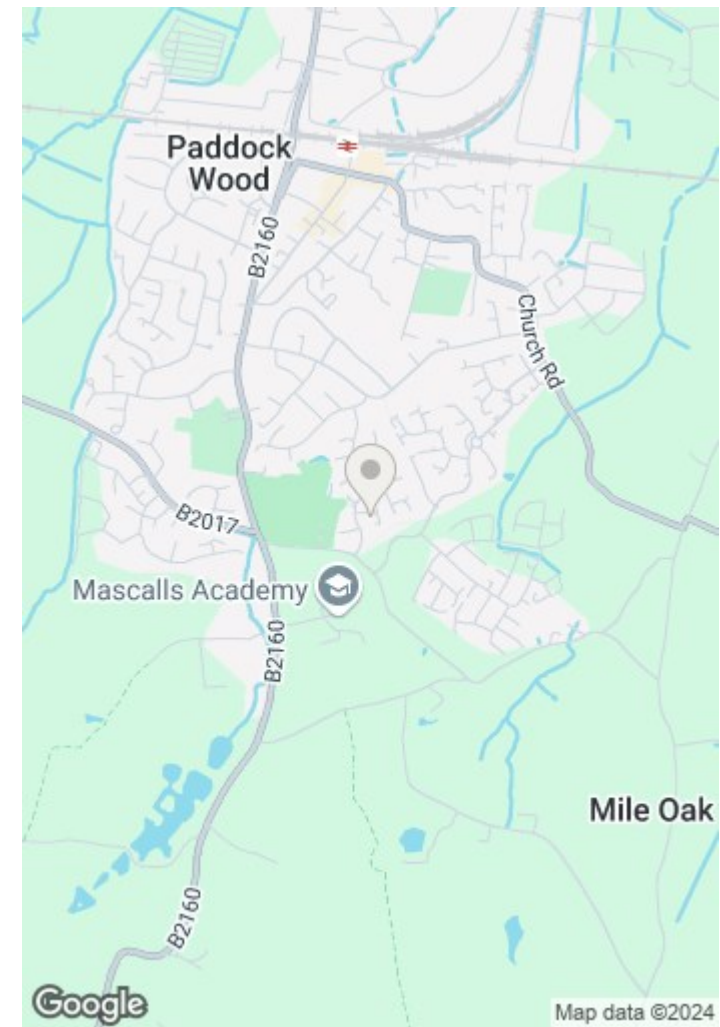 Paddock
Wood
B2160
Church Rd
B2017
Mascalls Academy
B2160
Mile Oak
B2160
Google
Map data ©2024